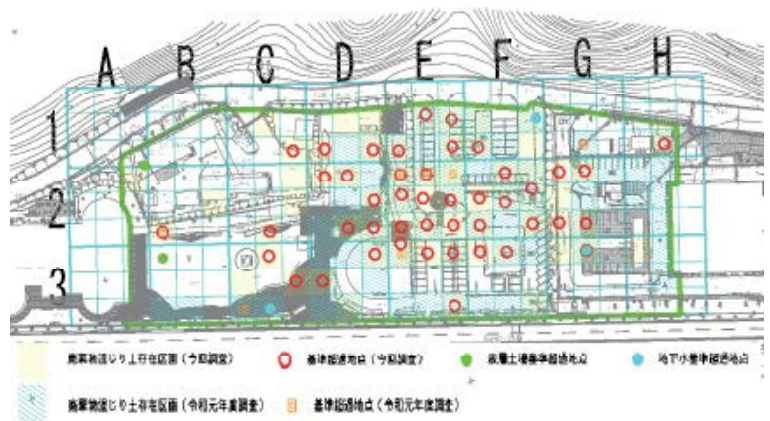 A B C D E F G H
1
2
3
廃棄物混じり土存在区画(今回調査) 基準超過地点(今回調査) 表層土壌基準超過地点 地下水基準超過地点
廃棄物混じり土存在区画(令和元年度調査) 基準超過地点(令和元年度調査)